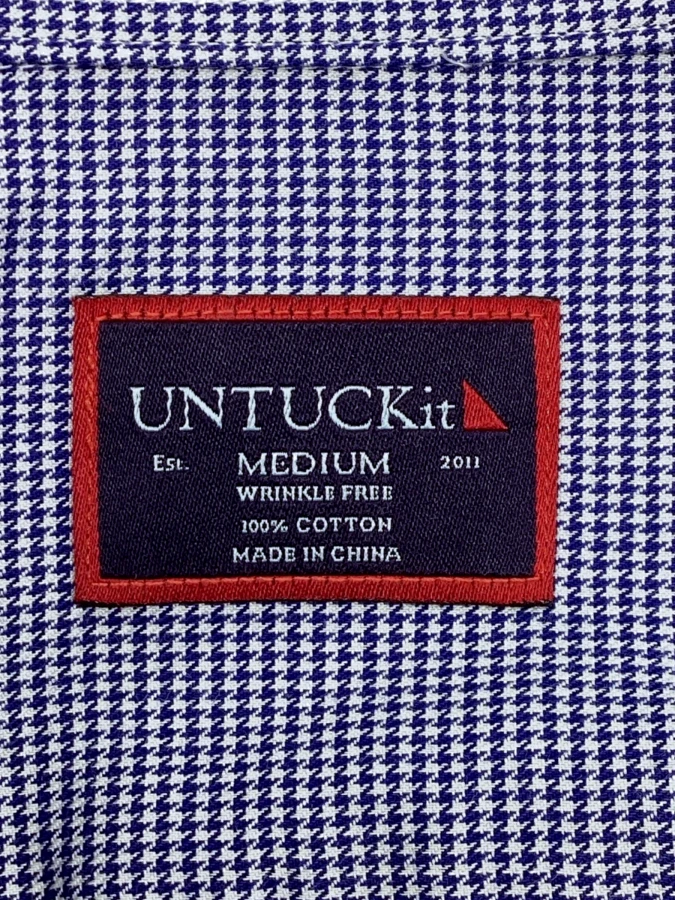 UNTUCKit
Est. MEDIUM 2011
WRINKLE FREE
100% COTTON
MADE IN CHINA